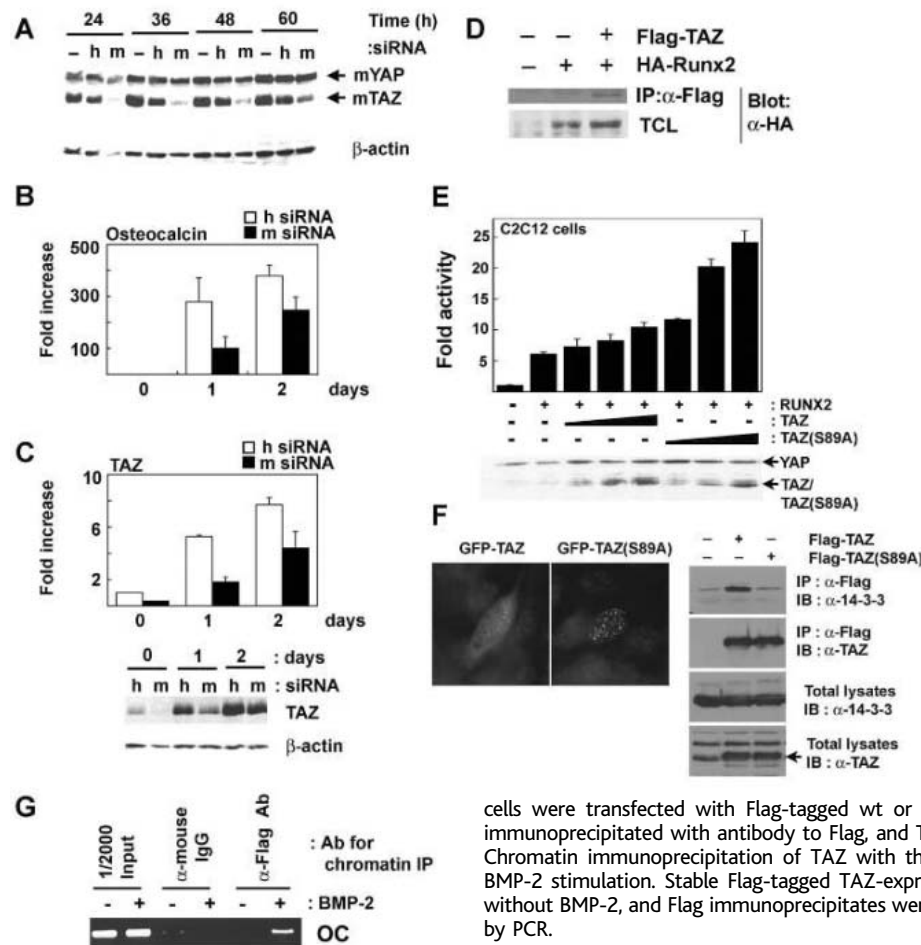 A
24 36 48 60 Time (h)
– h m – h m – h m – h m :siRNA
mYAP
mTAZ
β-actin
B
h siRNA
m siRNA
Osteocalcin
Fold increase
500
300
100
0 1 2 days
C
h siRNA
m siRNA
TAZ
Fold increase
10
6
2
0 1 2 days
0 1 2 : days
h m h m h m : siRNA
TAZ
β-actin
D
– – + Flag-TAZ
– + + HA-Runx2
IP:α-Flag
TCL
Blot:
α-HA
E
C2C12 cells
Fold activity
25
20
15
10
5
- + + + + + + + : RUNX2
- - - - - : TAZ
- - - - - : TAZ(S89A)
YAP
TAZ/
TAZ(S89A)
F
GFP-TAZ GFP-TAZ(S89A)
– + – Flag-TAZ
– – + Flag-TAZ(S89A)
IP : α-Flag
IB : α-14-3-3
IP : α-Flag
IB : α-TAZ
Total lysates
IB : α-14-3-3
Total lysates
IB : α-TAZ
G
1/2000
Input
α-mouse
IgG
α-Flag Ab
: Ab for
chromatin IP
- + - + - + : BMP-2
OC
cells were transfected with Flag-tagged wt or
immunoprecipitated with antibody to Flag, and T
Chromatin immunoprecipitation of TAZ with th
BMP-2 stimulation. Stable Flag-tagged TAZ-expr
without BMP-2, and Flag immunoprecipitates wer
by PCR.